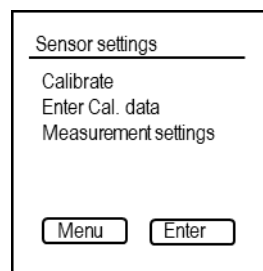 Sensor settings
Calibrate
Enter Cal. data
Measurement settings
Menu Enter